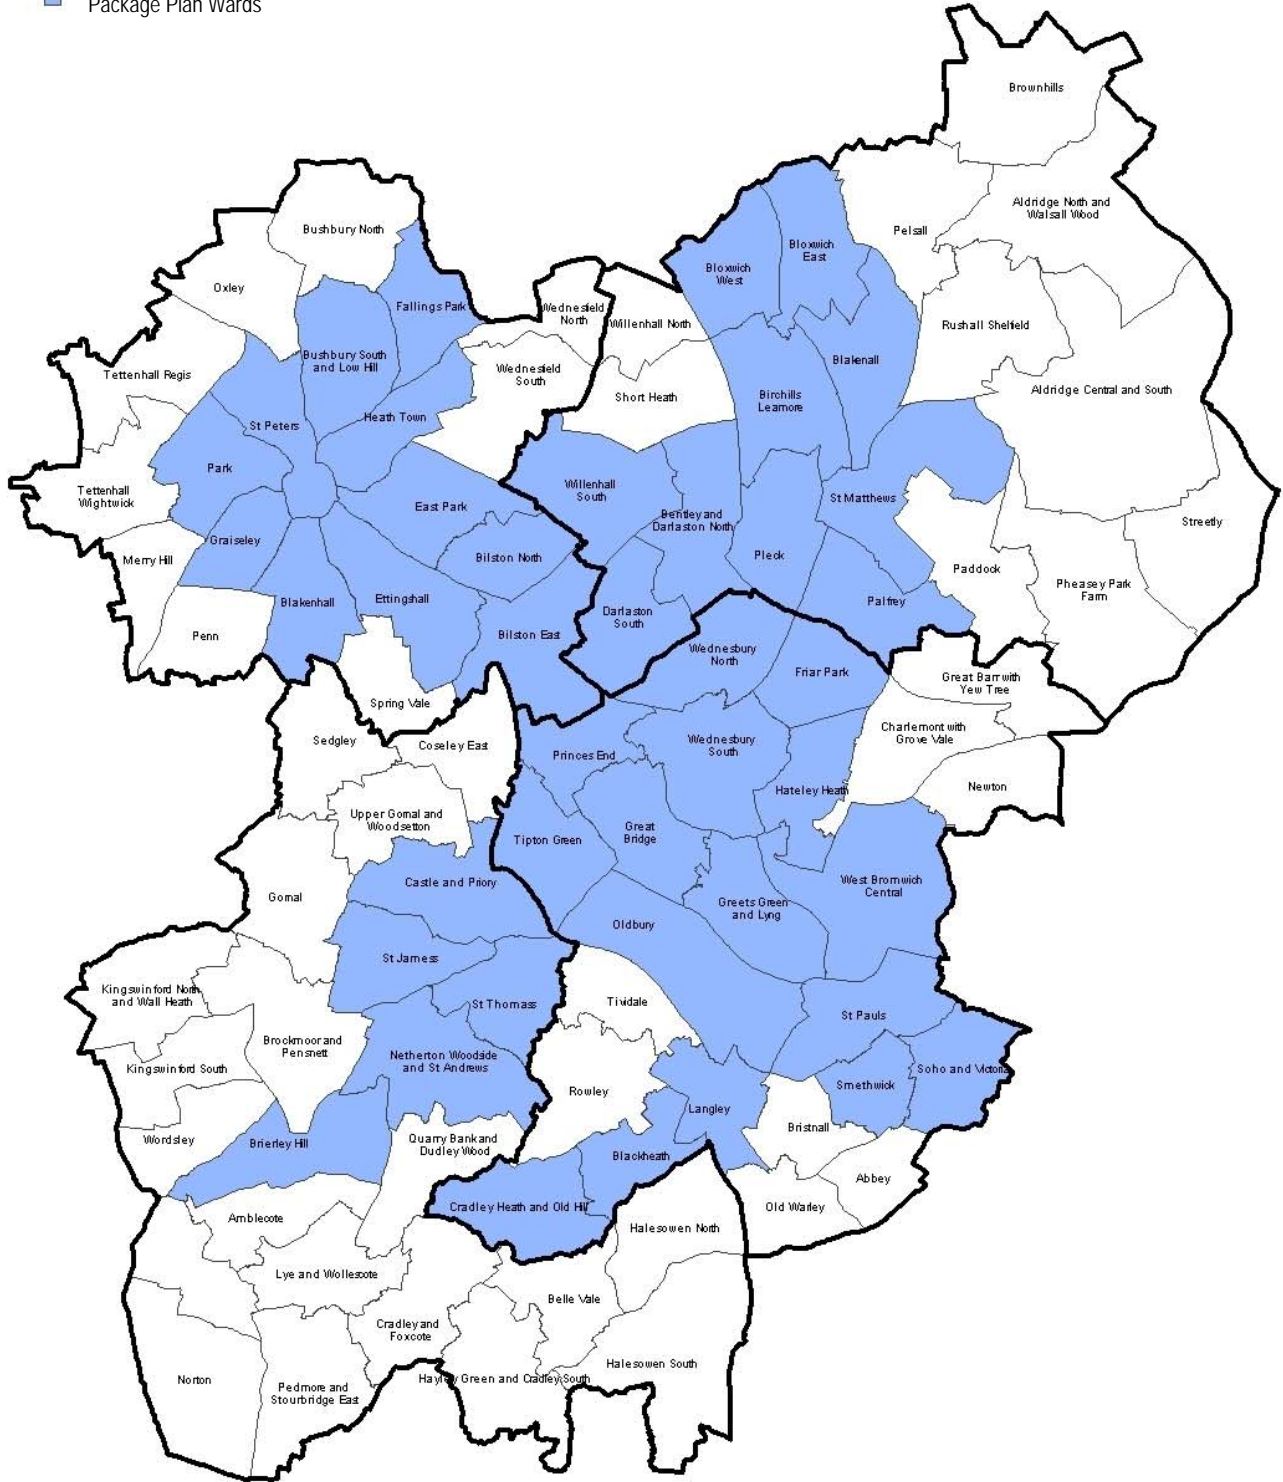 Package Plan Wards
Brownhills
Aldridge North and
Walsall Wood
Pelsall
Bushbury North
Bloxwich
East
Bloxwich
West
Oxley
Fallings Park
Wednesfield
North
Willenhall North
Rushall Shelfield
Bushbury South
and Low Hill
Blakenall
Tettenhall Regis
Wednesfield
South
Short Heath
Birchills
Leamore
Aldridge Central and South
Heath Town
St Peters
Park
Tettenhall
Wightwick
Willenhall
South
St Matthews
East Park
Bentley and
Darlaston North
Streetly
Graiseley
Merry Hill
Bilston North
Pleck
Paddock
Pheasey Park
Farm
Blakenhall
Ettingshall
Palfrey
Darlaston
South
Penn
Bilston East
Wednesbury
North
Friar Park
Great Barr with
Yew Tree
Spring Vale
Charlemont with
Grove Vale
Sedgley
Coseley East
Wednesbury
South
Princes End
Hateley Heath
Newton
Upper Gornal and
Woodsetton
Tipton Green
Great
Bridge
Castle and Priory
West Bromwich
Central
Gornal
Greets Green
and Lyng
Oldbury
St Jamess
Kingswinford North
and Wall Heath
St Thomass
Tividale
St Pauls
Brockmoor and
Pensnett
Netherton Woodside
and St Andrews
Kingswinford South
Rowley
Smethwick
Soho and Victoria
Langley
Wordsley
Brierley Hill
Quarry Bank and
Dudley Wood
Bristnall
Blackheath
Abbey
Cradley Heath and Old Hill
Old Warley
Amblecote
Halesowen North
Lye and Wollescote
Belle Vale
Cradley and
Foxcote
Halesowen South
Norton
Pedmore and
Stourbridge East
Hayley Green and Cradley South